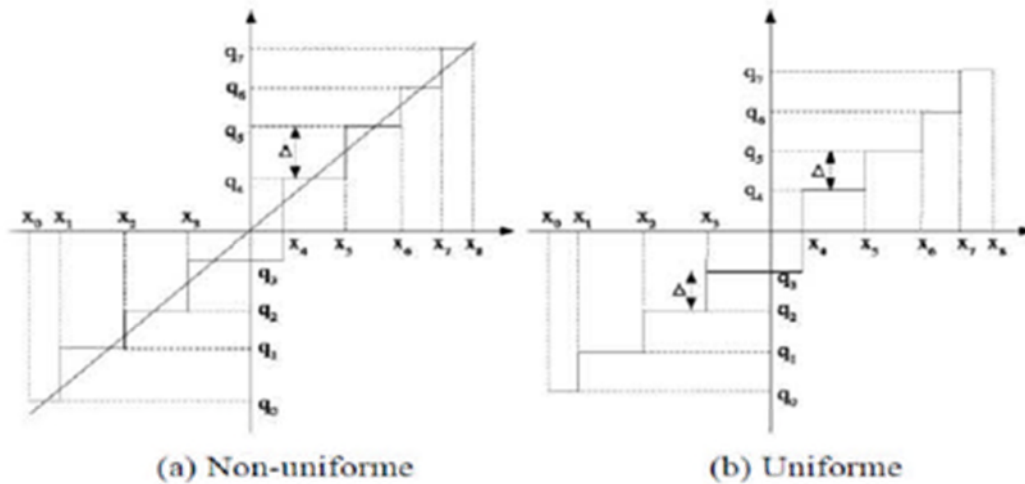 q₇
q₆
q₅
Δ
q₄
x₀ x₁ x₂ x₃
x₄ x₅ x₆ x₇ x₈
q₃
q₂
q₁
q₀
(a) Non-uniforme
q₇
q₆
q₅
Δ
q₄
x₀ x₁ x₂ x₃
x₄ x₅ x₆ x₇ x₈
q₃
Δ
q₂
q₁
q₀
(b) Uniforme